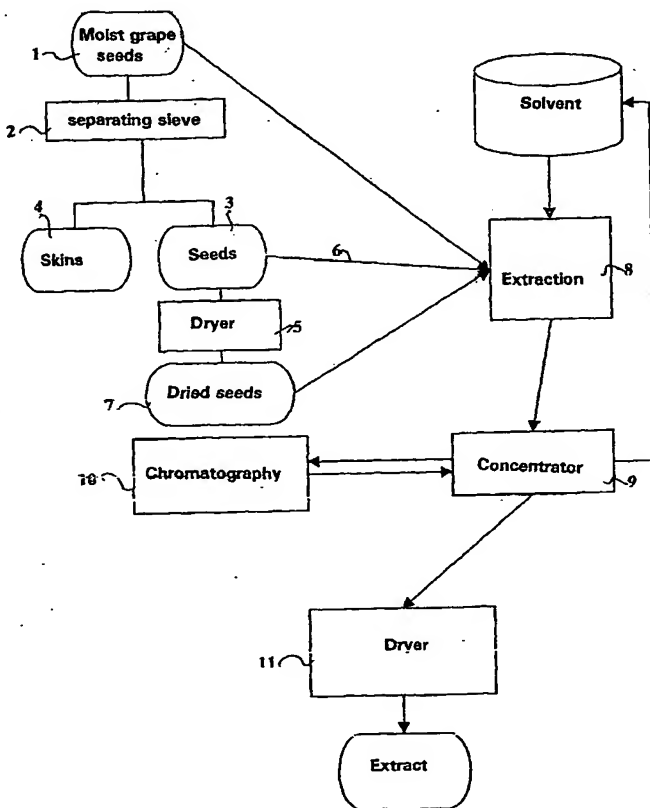 Moist grape
seeds
1
2
separating sieve
Solvent
4
Skins
3
Seeds
6
Extraction
8
Dryer
5
7
Dried seeds
10
Chromatography
Concentrator
9
11
Dryer
Extract